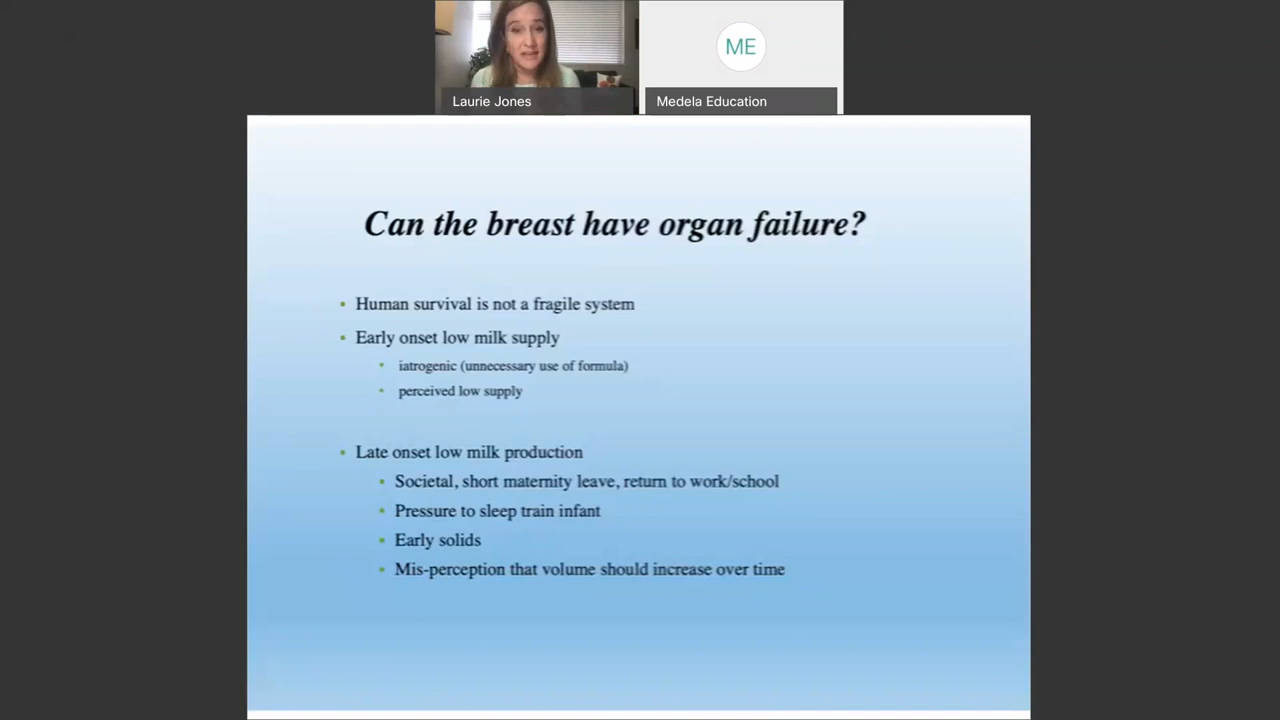 Laurie Jones
ME
Medela Education
Can the breast have organ failure?
• Human survival is not a fragile system
• Early onset low milk supply
• iatrogenic (unnecessary use of formula)
• perceived low supply
• Late onset low milk production
• Societal, short maternity leave, return to work/school
• Pressure to sleep train infant
• Early solids
• Mis-perception that volume should increase over time